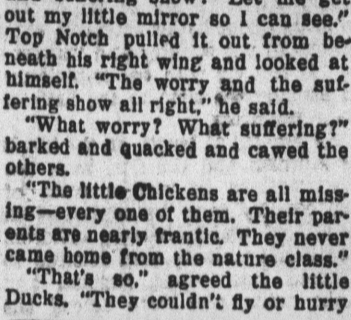 out my little mirror so I can see."
Top Notch pulled it out from be-
neath his right wing and looked at
himself. "The worry and the suf-
fering show all right," he said.
"What worry? What suffering?"
barked and quacked and cawed the
others.
"The little Chickens are all miss-
ing—every one of them. Their par-
ents are nearly frantic. They never
came home from the nature class."
"That's so," agreed the little
Ducks. "They couldn't fly or hurry